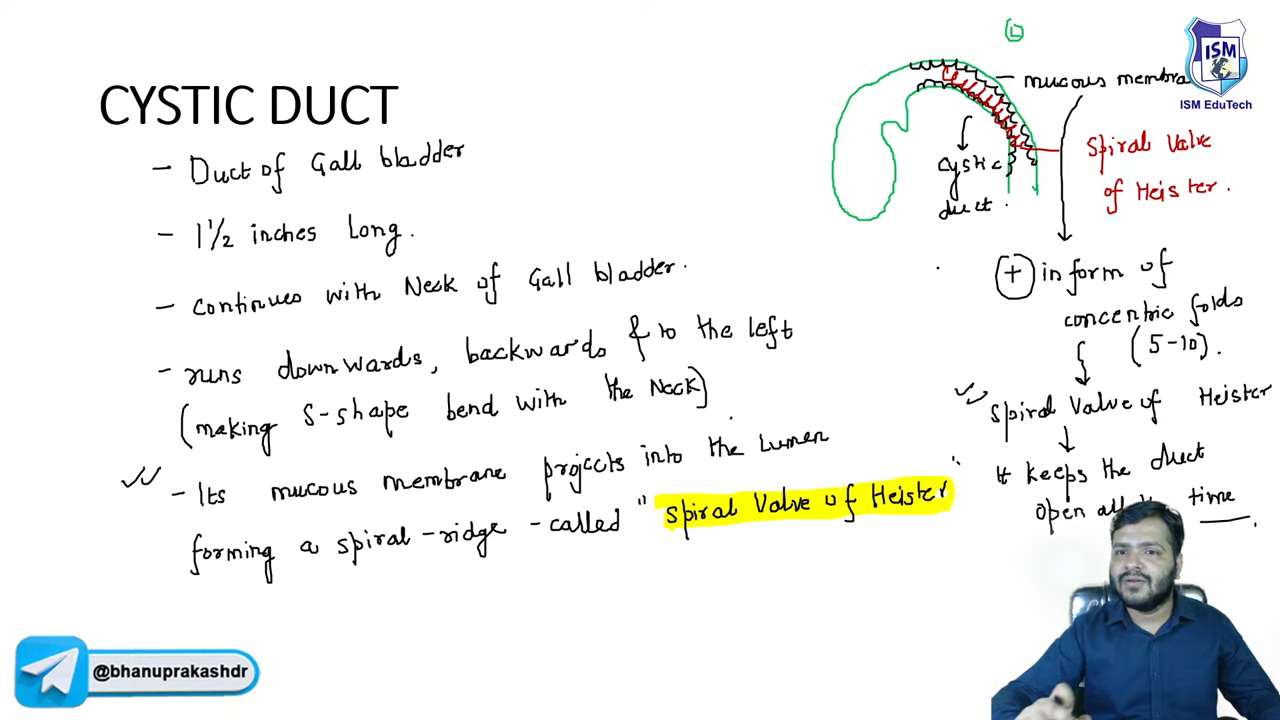 CYSTIC DUCT
- Duct of Gall bladder
- 1 1/2 inches Long.
- continues with Neck of Gall bladder.
- runs downwards, backwards & to the left
(making S-shape bend with the Neck)
- Its mucous membrane projects into the Lumen
forming a spiral-ridge - called "Spiral Valve of Heister"
L
mucous membra
cystic
duct.
Spiral Valve
of Heister.
+ in form of
concentric folds
(5-10).
Spiral Valve of Heister
It keeps the duct
open all time.
ISM
ISM EduTech
@bhanuprakashdr